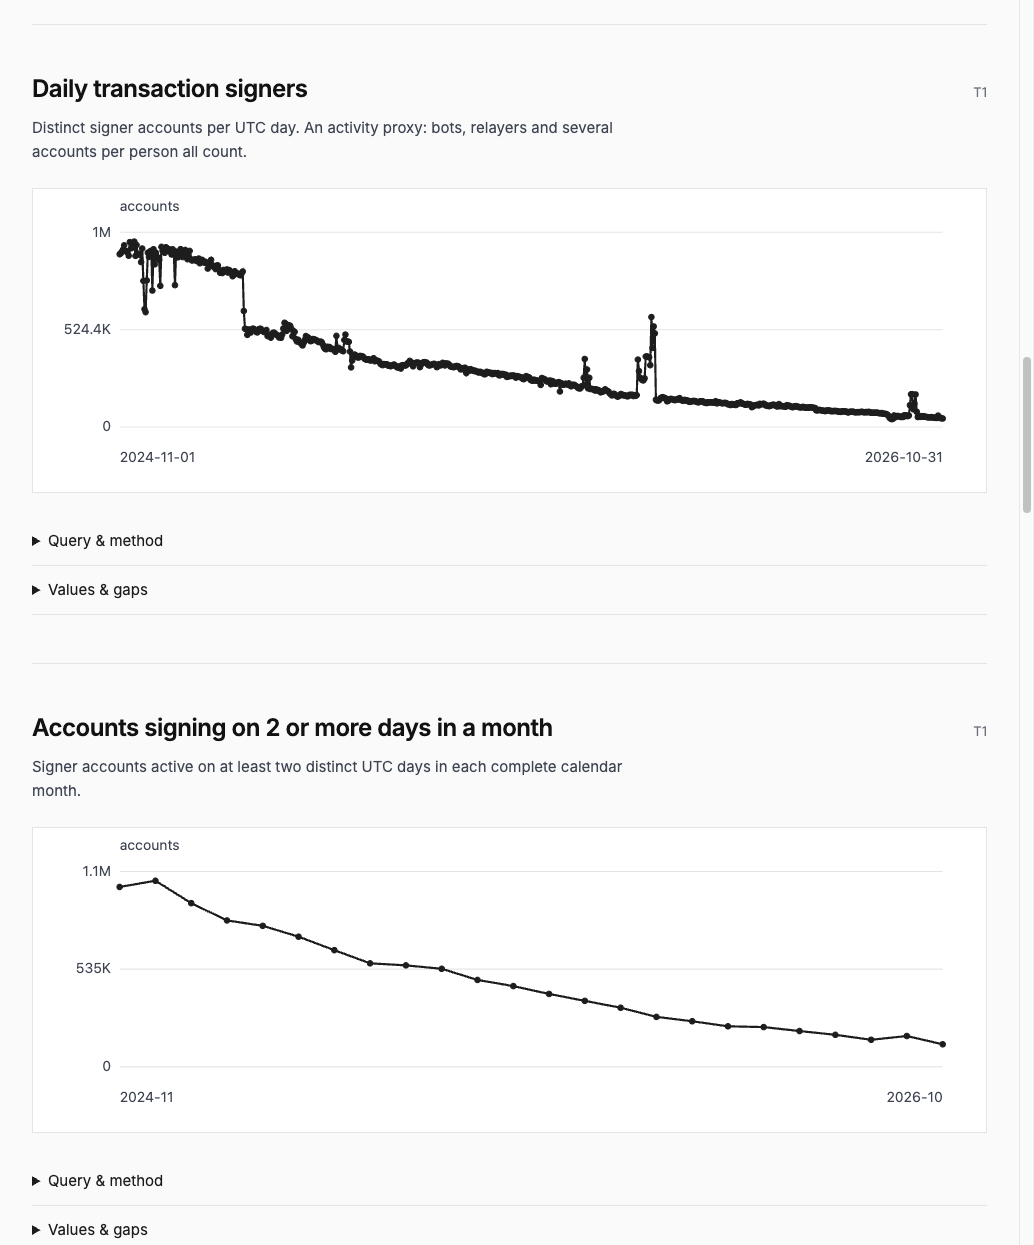 Daily transaction signers
T1
Distinct signer accounts per UTC day. An activity proxy: bots, relayers and several
accounts per person all count.
accounts
1M
524.4K
0
2024-11-01
2026-10-31
Query & method
Values & gaps
Accounts signing on 2 or more days in a month
T1
Signer accounts active on at least two distinct UTC days in each complete calendar
month.
accounts
1.1M
535K
0
2024-11
2026-10
Query & method
Values & gaps